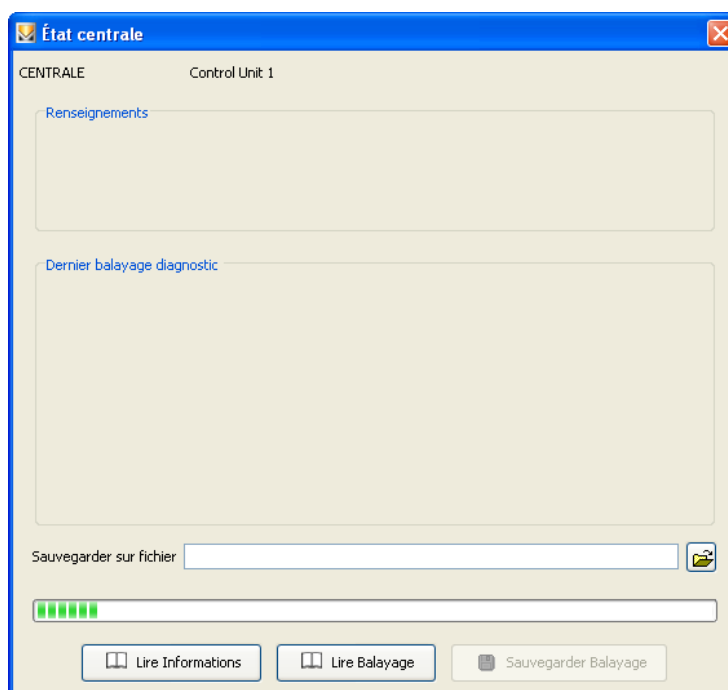 État centrale
CENTRALE Control Unit 1
Renseignements
Dernier balayage diagnostic
Sauvegarder sur fichier
Lire Informations Lire Balayage Sauvegarder Balayage